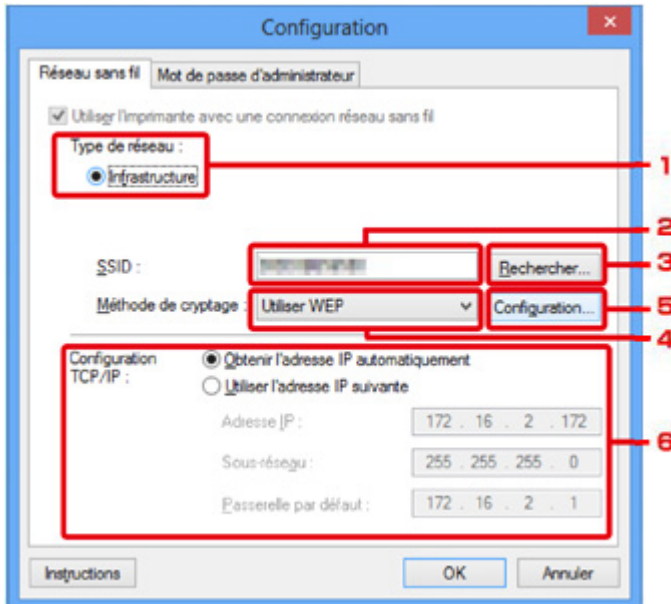 Configuration
Réseau sans fil Mot de passe d'administrateur
Utiliser l'imprimante avec une connexion réseau sans fil
Type de réseau :
1
Infrastructure
2
SSID :
Rechercher...
3
Méthode de cryptage : Utiliser WEP
Configuration...
5
4
Configuration TCP/IP :
Obtenir l'adresse IP automatiquement
Utiliser l'adresse IP suivante
Adresse IP : 172 . 16 . 2 . 172
6
Sous-réseau : 255 . 255 . 255 . 0
Passerelle par défaut : 172 . 16 . 2 . 1
Instructions OK Annuler